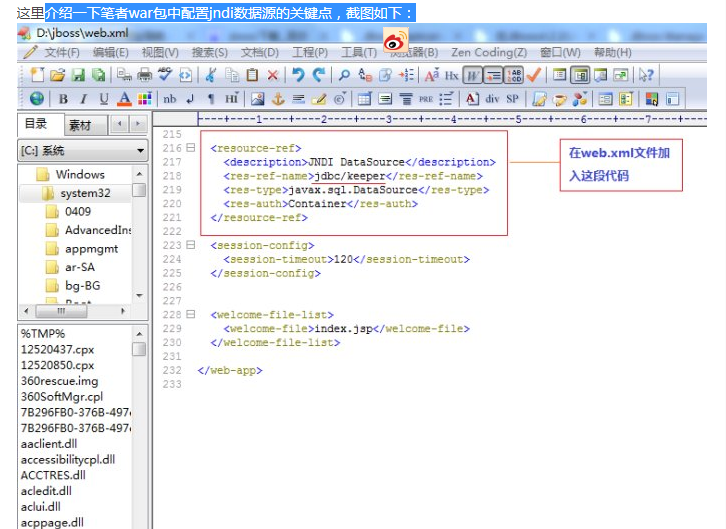 这里介绍一下笔者war包中配置jndi数据源的关键点，截图如下：
D:\jboss\web.xml
文件(F) 编辑(E) 视图(V) 搜索(S) 文档(D) 工程(P) 工具(T) 浏览器(B) Zen Coding(Z) 窗口(W) 帮助(H)
Hx W
B I U A nb Hi PRE A div SP
目录 素材
----+----1----+----2----+----3----+----4----+----5----+----6----+----7----+
[C:] 系统
Windows
system32
0409
AdvancedIns
appmgmt
ar-SA
bg-BG
%TMP%
12520437.cpx
12520850.cpx
360rescue.img
360SoftMgr.cpl
7B296FB0-376B-497
7B296FB0-376B-497
aaclient.dll
accessibilitycpl.dll
ACCTRES.dll
acledit.dll
aclui.dll
acppage.dll
215
216 <resource-ref>
217 <description>JNDI DataSource</description>
218 <res-ref-name>jdbc/keeper</res-ref-name>
219 <res-type>javax.sql.DataSource</res-type>
220 <res-auth>Container</res-auth>
221 </resource-ref>
222
223 <session-config>
224 <session-timeout>120</session-timeout>
225 </session-config>
226
227
228 <welcome-file-list>
229 <welcome-file>index.jsp</welcome-file>
230 </welcome-file-list>
231
232 </web-app>
233
在web.xml文件加
入这段代码